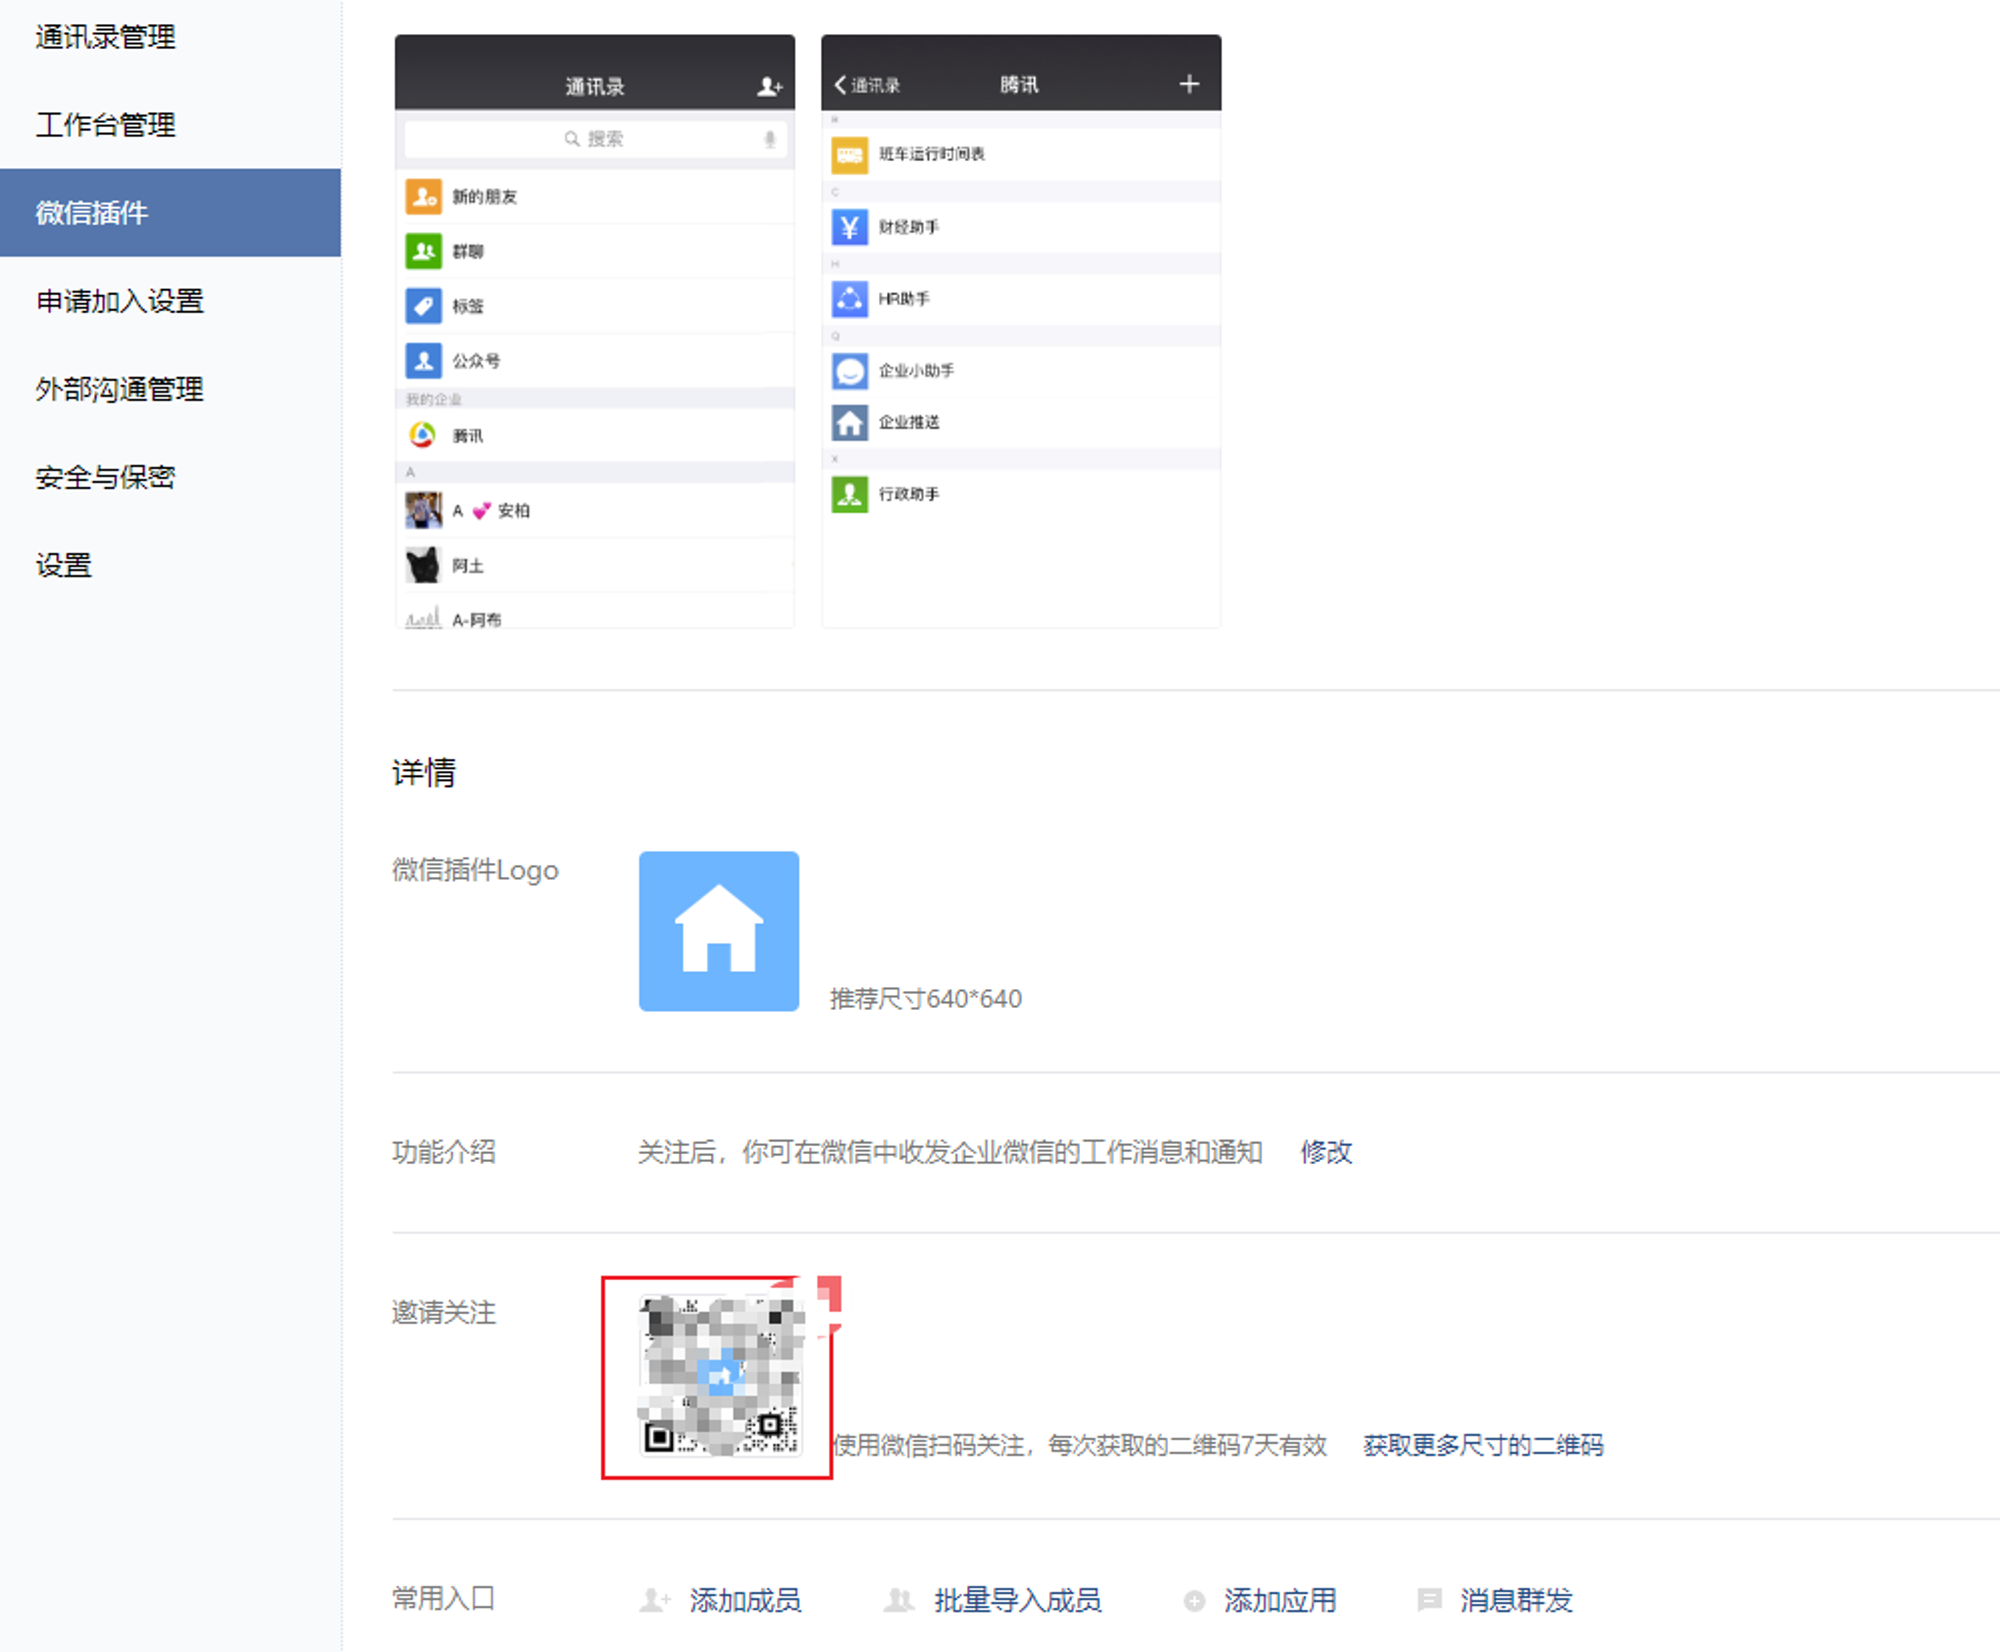 通讯录管理
工作台管理
微信插件
申请加入设置
外部沟通管理
安全与保密
设置
通讯录
搜索
新的朋友
群聊
标签
公众号
我的企业
腾讯
A
A 💕 安柏
阿土
A-阿布
通讯录 腾讯
B
班车运行时间表
C
财经助手
H
HR助手
Q
企业小助手
企业推送
X
行政助手
详情
微信插件Logo
推荐尺寸640*640
功能介绍 关注后，你可在微信中收发企业微信的工作消息和通知 修改
邀请关注
使用微信扫码关注，每次获取的二维码7天有效 获取更多尺寸的二维码
常用入口 添加成员 批量导入成员 添加应用 消息群发